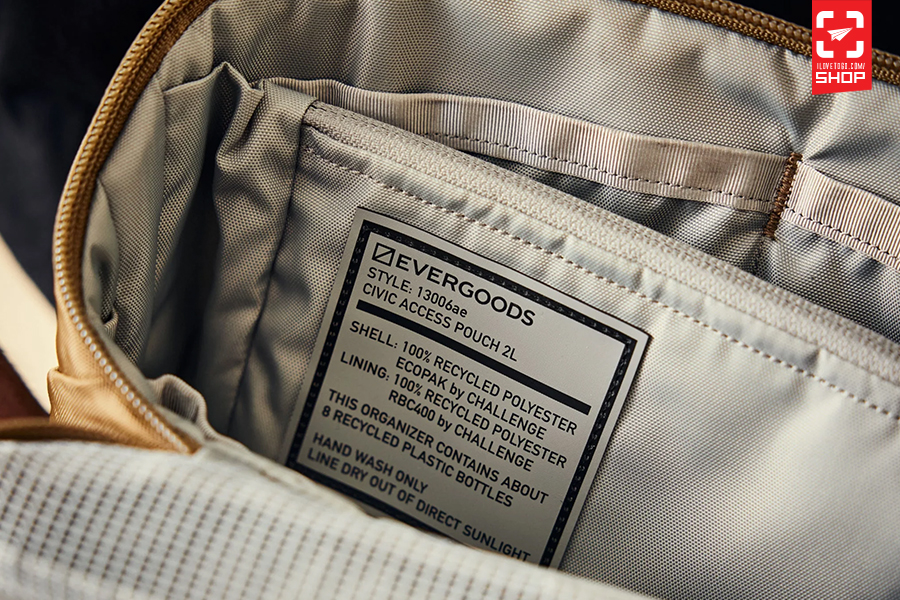 EVERGOODS
STYLE: 13006ae
CIVIC ACCESS POUCH 2L
SHELL: 100% RECYCLED POLYESTER
ECOPAK by CHALLENGE
LINING: 100% RECYCLED POLYESTER
RBC400 by CHALLENGE
THIS ORGANIZER CONTAINS ABOUT
8 RECYCLED PLASTIC BOTTLES
HAND WASH ONLY
LINE DRY OUT OF DIRECT SUNLIGHT
ILOVETOGO.COM/
SHOP